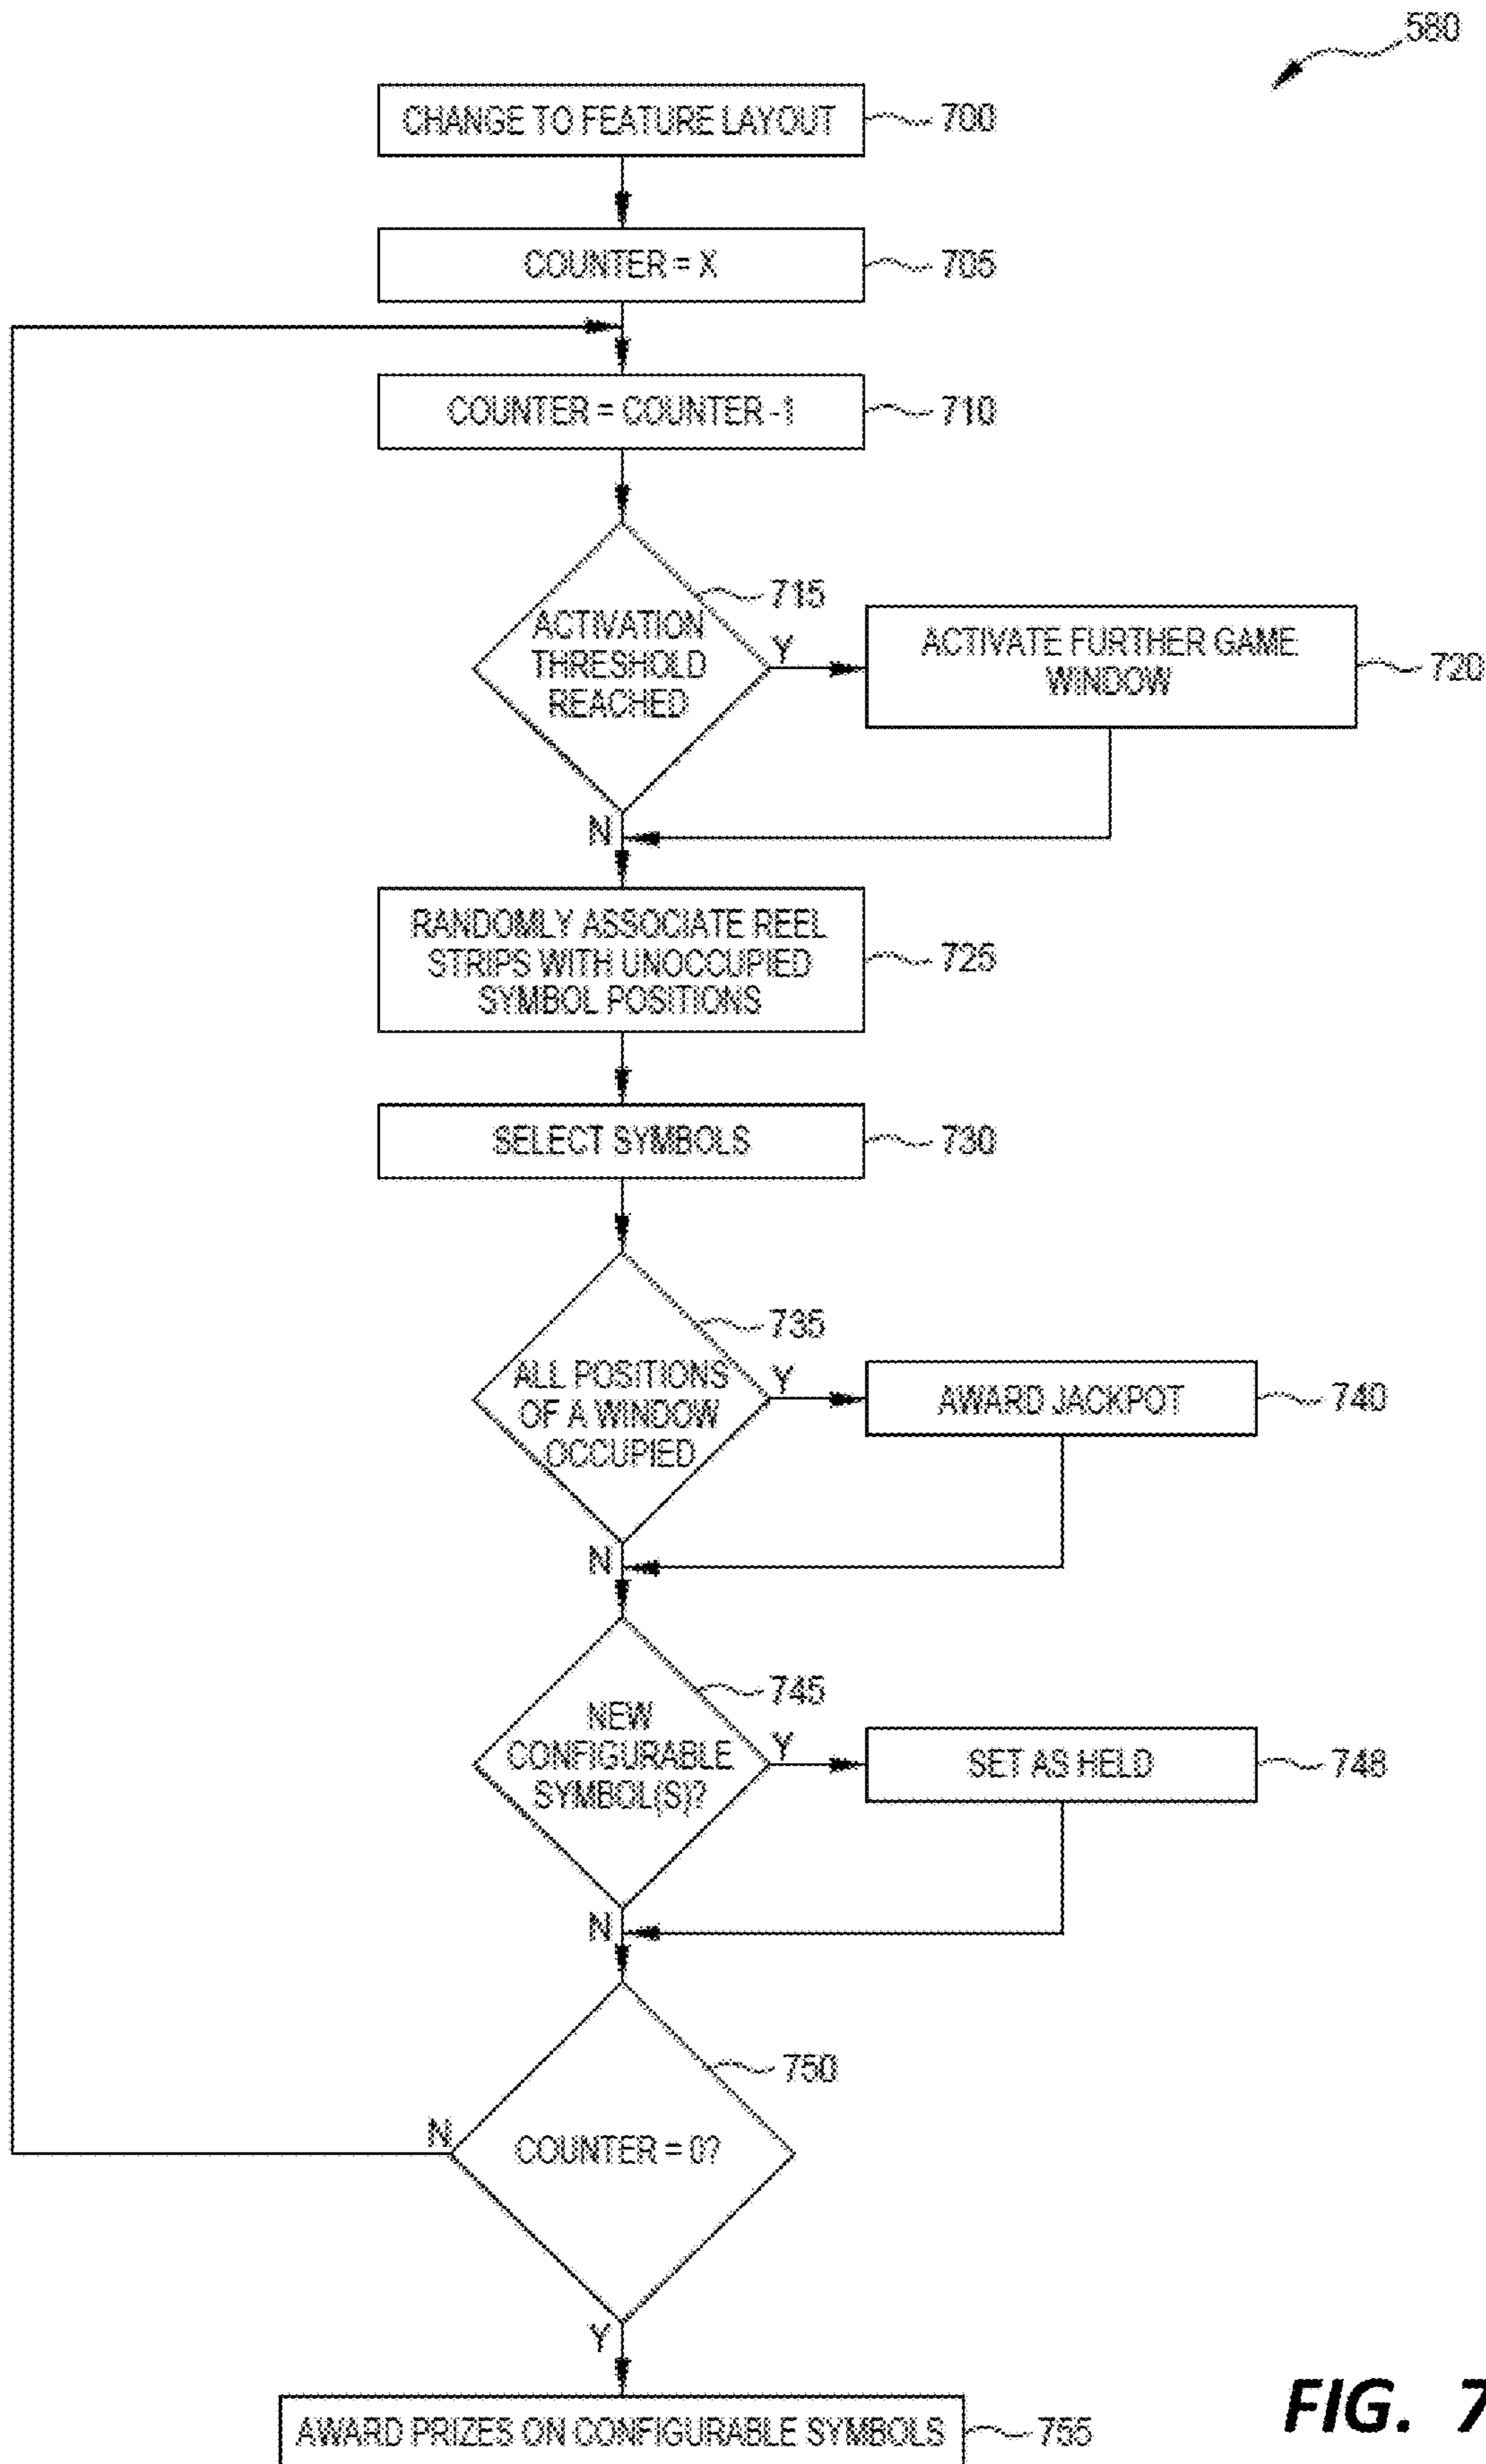 580
CHANGE TO FEATURE LAYOUT
700
COUNTER = X
705
COUNTER = COUNTER -1
710
715
ACTIVATION
THRESHOLD
REACHED
Y
ACTIVATE FURTHER GAME
WINDOW
720
N
RANDOMLY ASSOCIATE REEL
STRIPS WITH UNOCCUPIED
SYMBOL POSITIONS
725
SELECT SYMBOLS
730
735
ALL POSITIONS
OF A WINDOW
OCCUPIED
Y
AWARD JACKPOT
740
N
745
NEW
CONFIGURABLE
SYMBOL(S)?
Y
SET AS HELD
748
N
750
COUNTER = 0?
N
Y
AWARD PRIZES ON CONFIGURABLE SYMBOLS
755
FIG. 7